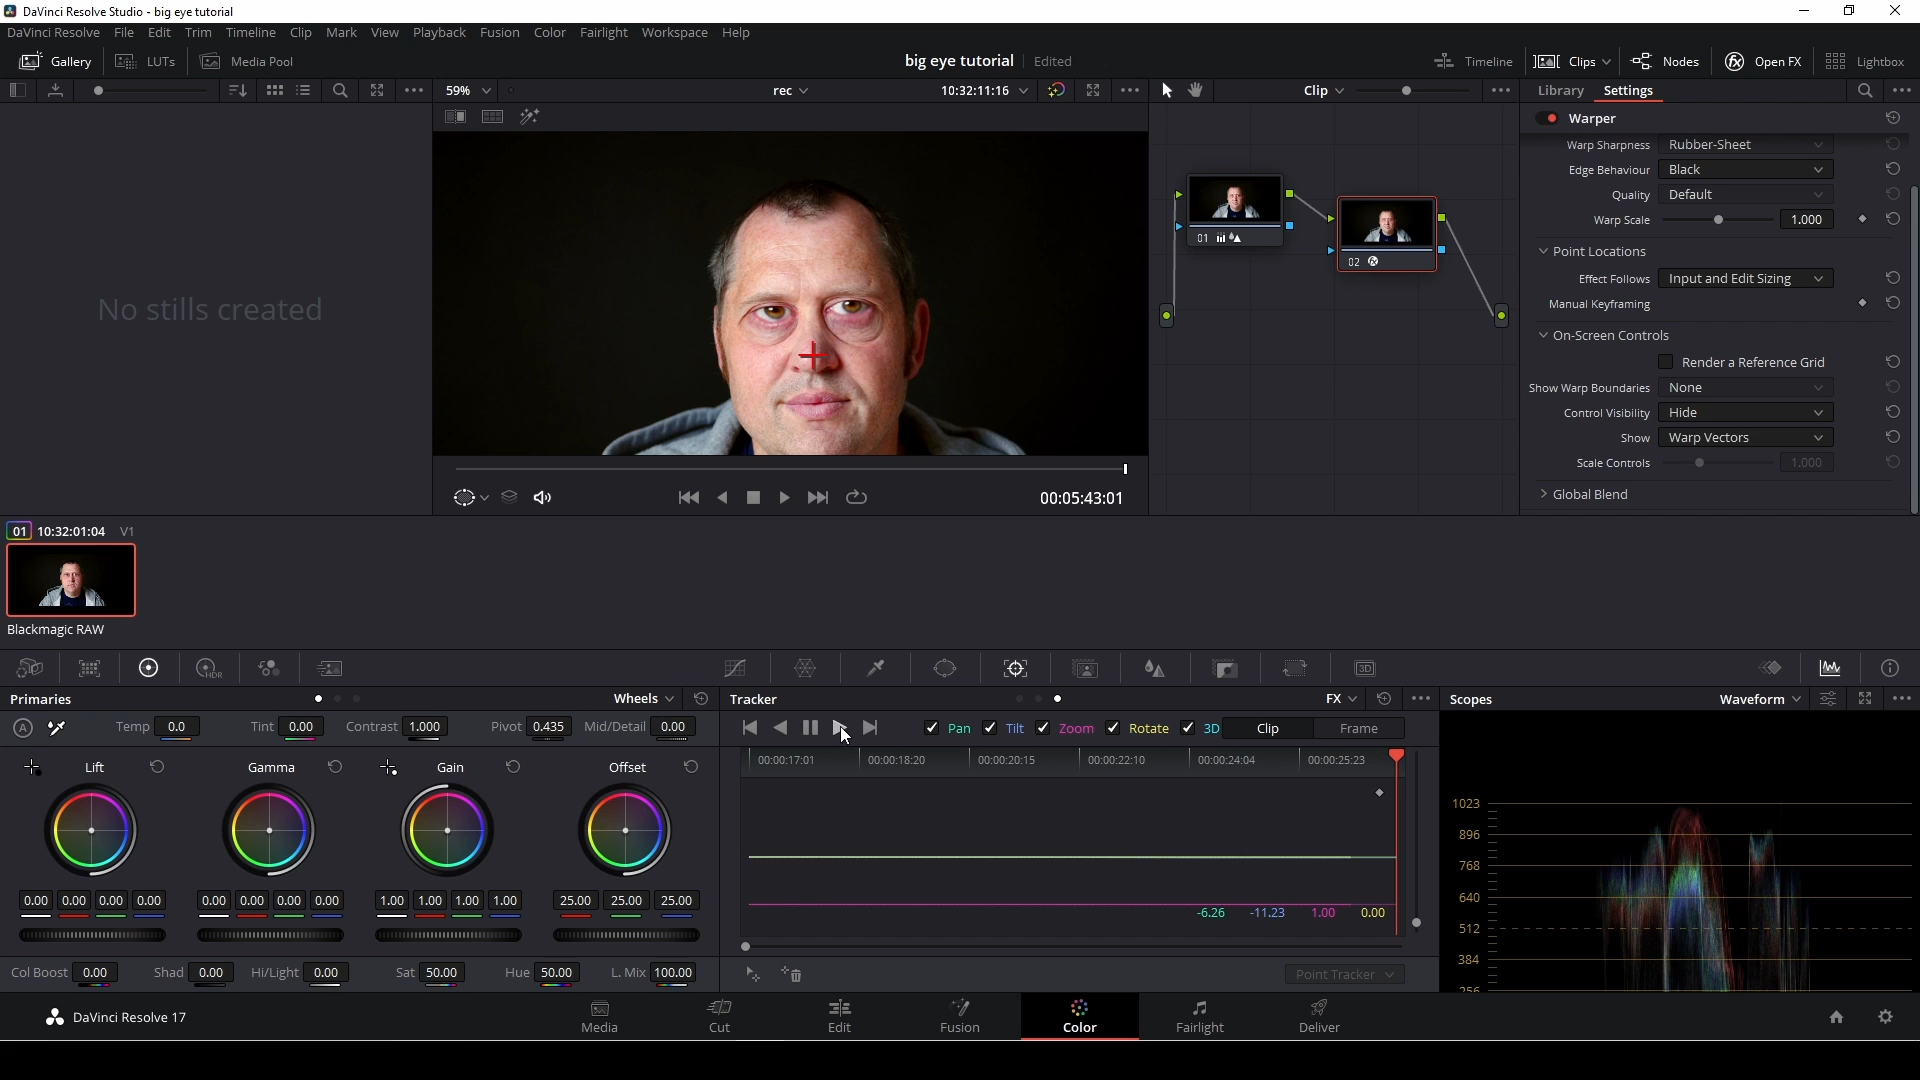 DaVinci Resolve Studio - big eye tutorial
DaVinci Resolve File Edit Trim Timeline Clip Mark View Playback Fusion Color Fairlight Workspace Help
Gallery LUTs Media Pool big eye tutorial Edited Timeline Clips Nodes Open FX Lightbox
59% rec 10:32:11:16 Clip Library Settings
Warper
Warp Sharpness Rubber-Sheet
Edge Behaviour Black
Quality Default
Warp Scale 1.000
Point Locations
Effect Follows Input and Edit Sizing
Manual Keyframing
On-Screen Controls
Render a Reference Grid
Show Warp Boundaries None
Control Visibility Hide
Show Warp Vectors
Scale Controls 1.000
Global Blend
No stills created
01
02
00:05:43:01
01 10:32:01:04 V1
Blackmagic RAW
HDR
3D
Primaries Wheels
A Temp 0.0 Tint 0.00 Contrast 1.000 Pivot 0.435 Mid/Detail 0.00
Lift Gamma Gain Offset
0.00 0.00 0.00 0.00 0.00 0.00 0.00 0.00 1.00 1.00 1.00 1.00 25.00 25.00 25.00
Col Boost 0.00 Shad 0.00 Hi/Light 0.00 Sat 50.00 Hue 50.00 L. Mix 100.00
Tracker FX
Pan Tilt Zoom Rotate 3D Clip Frame
00:00:17:01 00:00:18:20 00:00:20:15 00:00:22:10 00:00:24:04 00:00:25:23
-6.26 -11.23 1.00 0.00
Point Tracker
Scopes Waveform
1023
896
768
640
512
384
256
DaVinci Resolve 17
Media Cut Edit Fusion Color Fairlight Deliver